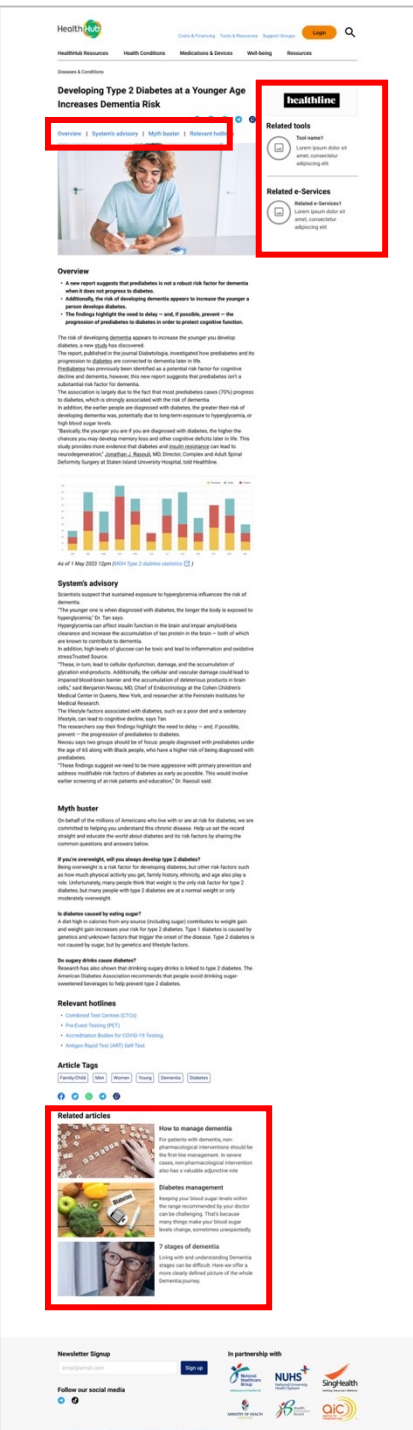 HealthHub
Costs & Financing Tools & Resources Support Groups Login
HealthHub Resources Health Conditions Medications & Devices Well-being Resources
Diseases & Conditions
Developing Type 2 Diabetes at a Younger Age
Increases Dementia Risk
Overview | System's advisory | Myth buster | Relevant hotlin
healthline
Related tools
Tool name1
Lorem ipsum dolor sit
amet, consectetur
adipiscing elit
Related e-Services
Related e-Services1
Lorem ipsum dolor sit
amet, consectetur
adipiscing elit
Overview
• A new report suggests that prediabetes is not a robust risk factor for dementia
when it does not progress to diabetes.
• Additionally, the risk of developing dementia appears to increase the younger a
person develops diabetes.
• The findings highlight the need to delay — and, if possible, prevent — the
progression of prediabetes to diabetes in order to protect cognitive function.
The risk of developing dementia appears to increase the younger you develop
diabetes, a new study has discovered.
The report, published in the journal Diabetologia, investigated how prediabetes and its
progression to diabetes are connected to dementia later in life.
Prediabetes has previously been identified as a potential risk factor for cognitive
decline and dementia, however, this new report suggests that prediabetes isn't a
substantial risk factor for dementia.
The association is largely due to the fact that most prediabetes cases (70%) progress
to diabetes, which is strongly associated with the risk of dementia.
In addition, the earlier people are diagnosed with diabetes, the greater their risk of
developing dementia was, potentially due to long-term exposure to hyperglycemia, or
high blood sugar levels.
"Basically, the younger you are if you are diagnosed with diabetes, the higher the
chances you may develop memory loss and other cognitive deficits later in life. This
study provides more evidence that diabetes and insulin resistance can lead to
neurodegeneration," Jonathan J. Rasouli, MD, Director, Complex and Adult Spinal
Deformity Surgery at Staten Island University Hospital, told Healthline.
As of 1 May 2023 12pm (MOH Type 2 diabetes statistics )
System's advisory
Scientists suspect that sustained exposure to hyperglycemia influences the risk of
dementia.
"The younger one is when diagnosed with diabetes, the longer the body is exposed to
hyperglycemia," Dr. Tan says.
Hyperglycemia can affect insulin function in the brain and impair amyloid-beta
clearance and increase the accumulation of tao protein in the brain — both of which
are known to contribute to dementia.
In addition, high levels of glucose can be toxic and lead to inflammation and oxidative
stressTrusted Source.
"These, in turn, lead to cellular dysfunction, damage, and the accumulation of
glycation end-products. Additionally, the cellular and vascular damage could lead to
impaired blood-brain barrier and the accumulation of deleterious products in brain
cells," said Benjamin Nwosu, MD, Chief of Endocrinology at the Cohen Children's
Medical Center in Queens, New York, and researcher at the Feinstein Institutes for
Medical Research.
The lifestyle factors associated with diabetes, such as a poor diet and a sedentary
lifestyle, can lead to cognitive decline, says Tan.
The researchers say their findings highlight the need to delay — and, if possible,
prevent — the progression of prediabetes to diabetes.
Nwosu says two groups should be of focus: people diagnosed with prediabetes under
the age of 65 along with Black people, who have a higher risk of being diagnosed with
prediabetes.
"These findings suggest we need to be more aggressive with primary prevention and
address modifiable risk factors of diabetes as early as possible. This would involve
earlier screening of at-risk patients and education," Dr. Rasouli said.
Myth buster
On behalf of the millions of Americans who live with or are at risk for diabetes, we are
committed to helping you understand this chronic disease. Help us set the record
straight and educate the world about diabetes and its risk factors by sharing the
common questions and answers below.
If you're overweight, will you always develop type 2 diabetes?
Being overweight is a risk factor for developing diabetes, but other risk factors such
as how much physical activity you get, family history, ethnicity, and age also play a
role. Unfortunately, many people think that weight is the only risk factor for type 2
diabetes, but many people with type 2 diabetes are at a normal weight or only
moderately overweight.
Is diabetes caused by eating sugar?
A diet high in calories from any source (including sugar) contributes to weight gain
and weight gain increases your risk for type 2 diabetes. Type 1 diabetes is caused by
genetics and unknown factors that trigger the onset of the disease. Type 2 diabetes is
not caused by sugar, but by genetics and lifestyle factors.
Do sugary drinks cause diabetes?
Research has also shown that drinking sugary drinks is linked to type 2 diabetes. The
American Diabetes Association recommends that people avoid drinking sugar-
sweetened beverages to help prevent type 2 diabetes.
Relevant hotlines
• Combined Test Centres (CTCs)
• Pre-Event Testing (PET)
• Accreditation Bodies for COVID-19 Testing
• Antigen Rapid Test (ART) Self-Test
Article Tags
Family/Child Men Women Young Dementia Diabetes
Related articles
How to manage dementia
For patients with dementia, non-
pharmacological interventions should be
the first-line management. In severe
cases, non-pharmacological intervention
also has a valuable adjunctive role
Diabetes
Diabetes management
Keeping your blood sugar levels within
the range recommended by your doctor
can be challenging. That's because
many things make your blood sugar
levels change, sometimes unexpectedly.
7 stages of dementia
Living with and understanding Dementia
stages can be difficult. Here we offer a
more clearly defined picture of the whole
Dementia journey.
Newsletter Signup
email@email.com
Sign up
Follow our social media
In partnership with
National
Healthcare
Group
NUHS
National University
Health System
SingHealth
MINISTRY OF HEALTH
Health
Promotion
Board
aic